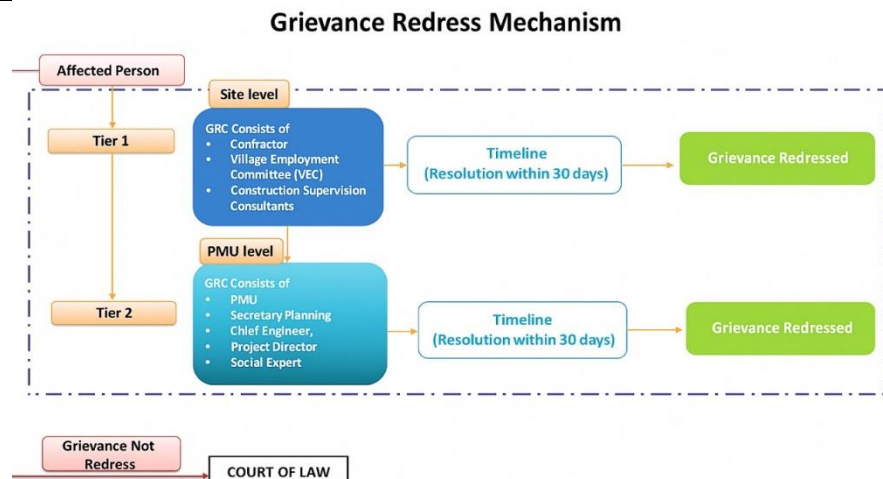 Grievance Redress Mechanism
Affected Person
Site level
Tier 1
GRC Consists of
• Confractor
• Village Employment
Committee (VEC)
• Construction Supervision
Consultants
Timeline
(Resolution within 30 days)
Grievance Redressed
PMU level
Tier 2
GRC Consists of
• PMU
• Secretary Planning
• Chlef Engineer,
• Project Director
• Social Expert
Timeline
(Resolution within 30 days)
Grievance Redressed
Grievance Not
Redress
COURT OF LAW